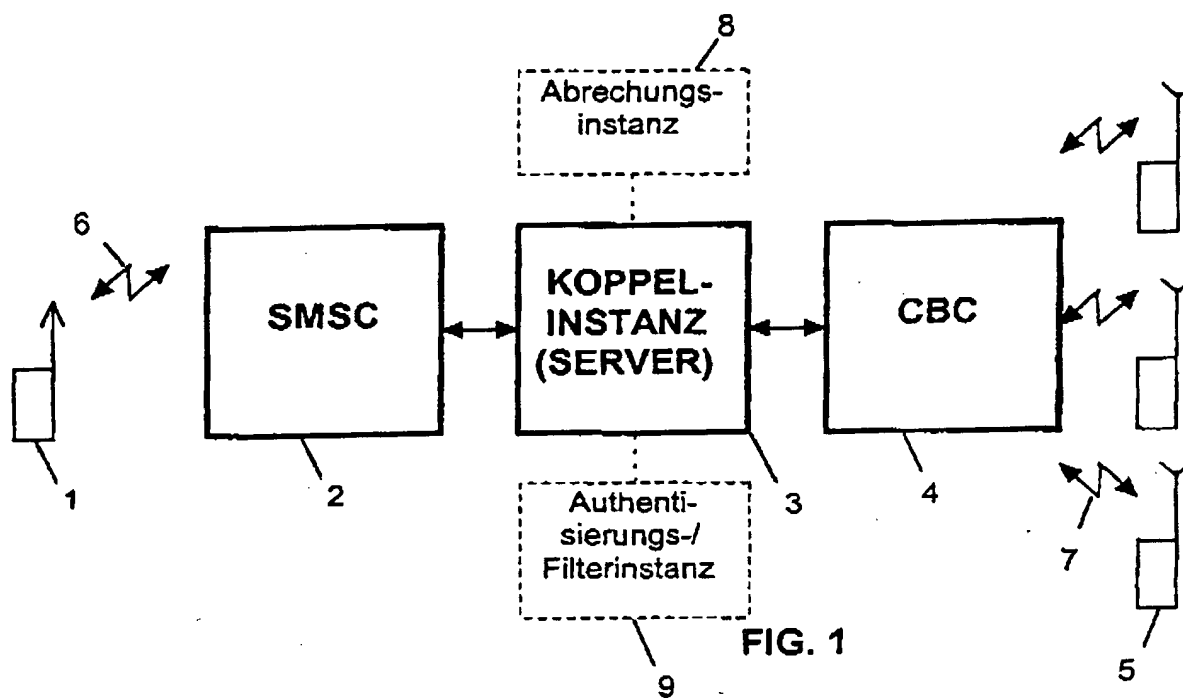 8
Abrechungs-
instanz
6
SMSC
KOPPEL-
INSTANZ
(SERVER)
CBC
1
2
3
4
7
Authenti-
sierungs-/
Filterinstanz
FIG. 1
9
5